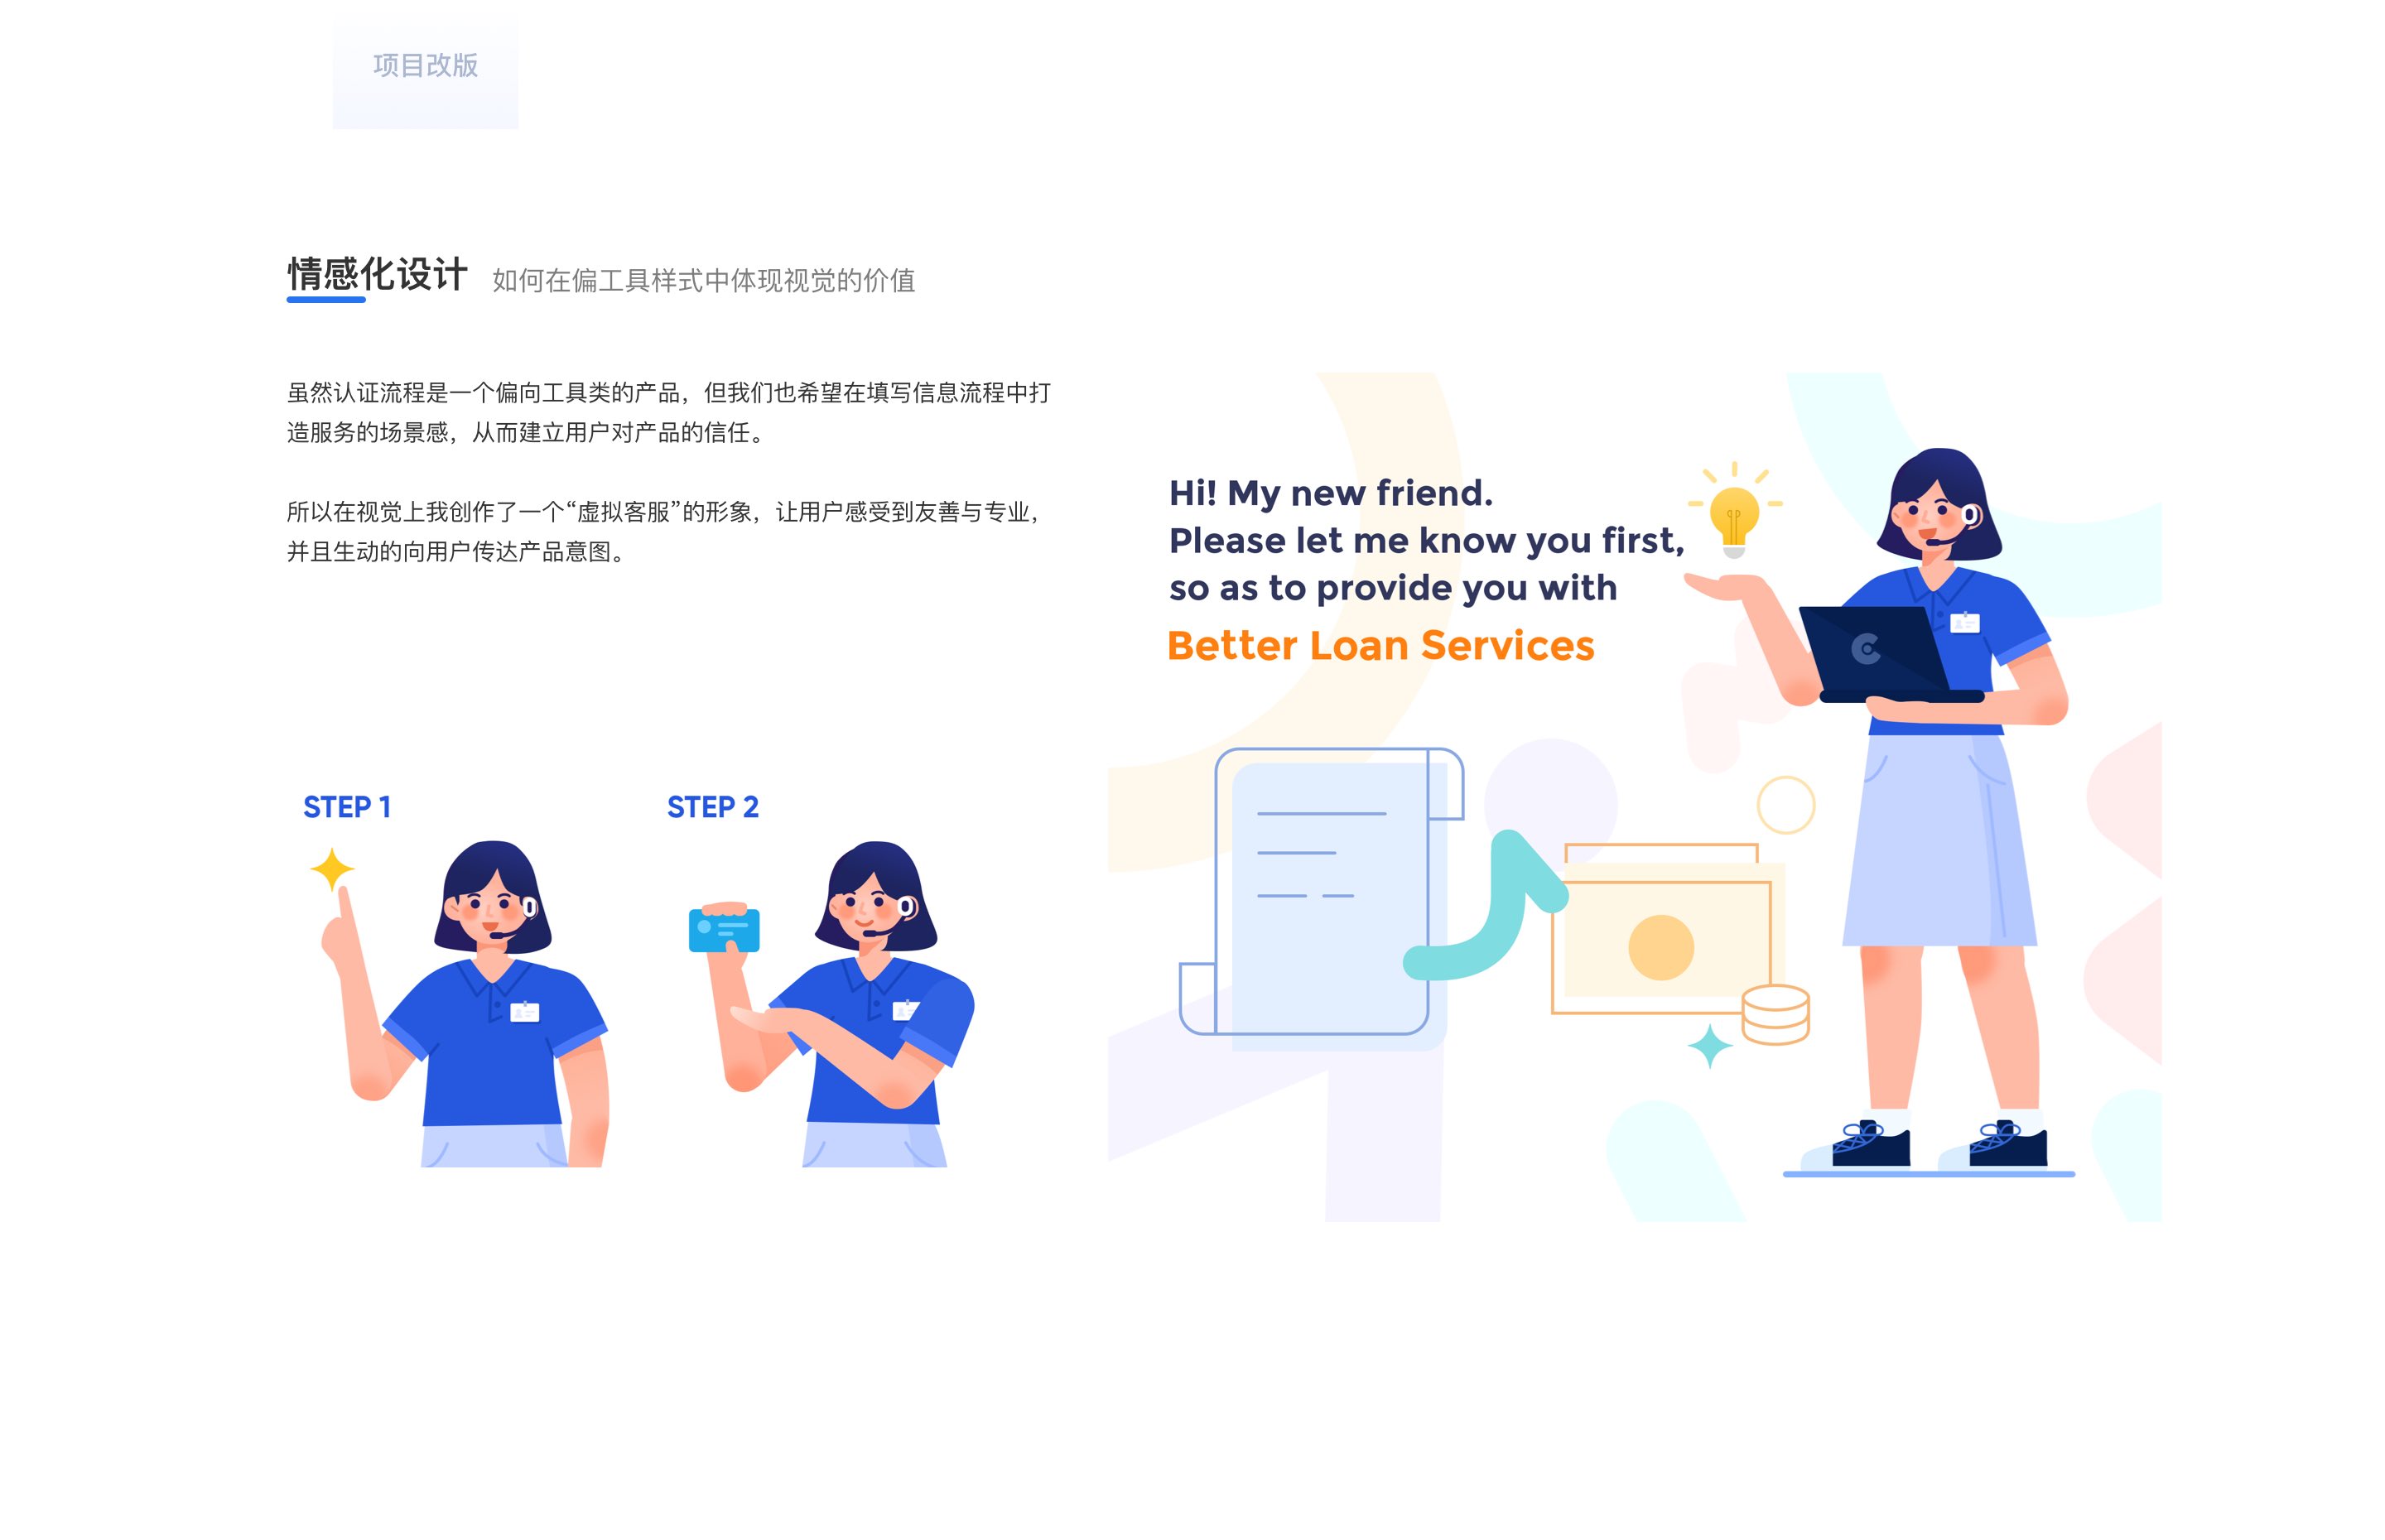 项目改版
情感化设计 如何在偏工具样式中体现视觉的价值
虽然认证流程是一个偏向工具类的产品，但我们也希望在填写信息流程中打
造服务的场景感，从而建立用户对产品的信任。
所以在视觉上我创作了一个“虚拟客服”的形象，让用户感受到友善与专业，
并且生动的向用户传达产品意图。
STEP 1
STEP 2
Hi! My new friend.
Please let me know you first,
so as to provide you with
Better Loan Services